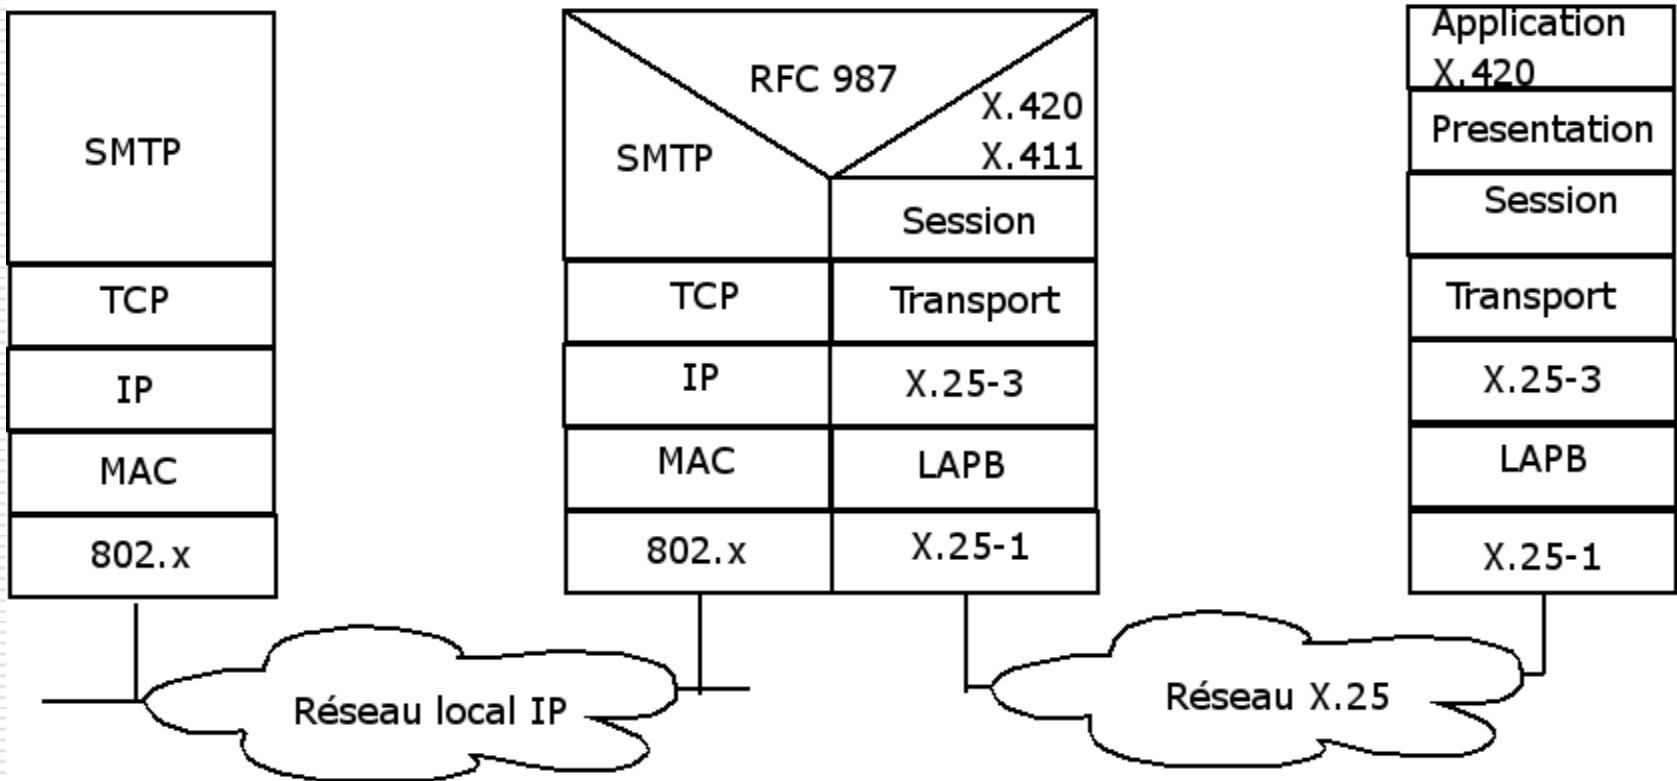 SMTP
TCP
IP
MAC
802.x
RFC 987
SMTP
X.420
X.411
Session
TCP
Transport
IP
X.25-3
MAC
LAPB
802.x
X.25-1
Application
X.420
Presentation
Session
Transport
X.25-3
LAPB
X.25-1
Réseau local IP
Réseau X.25